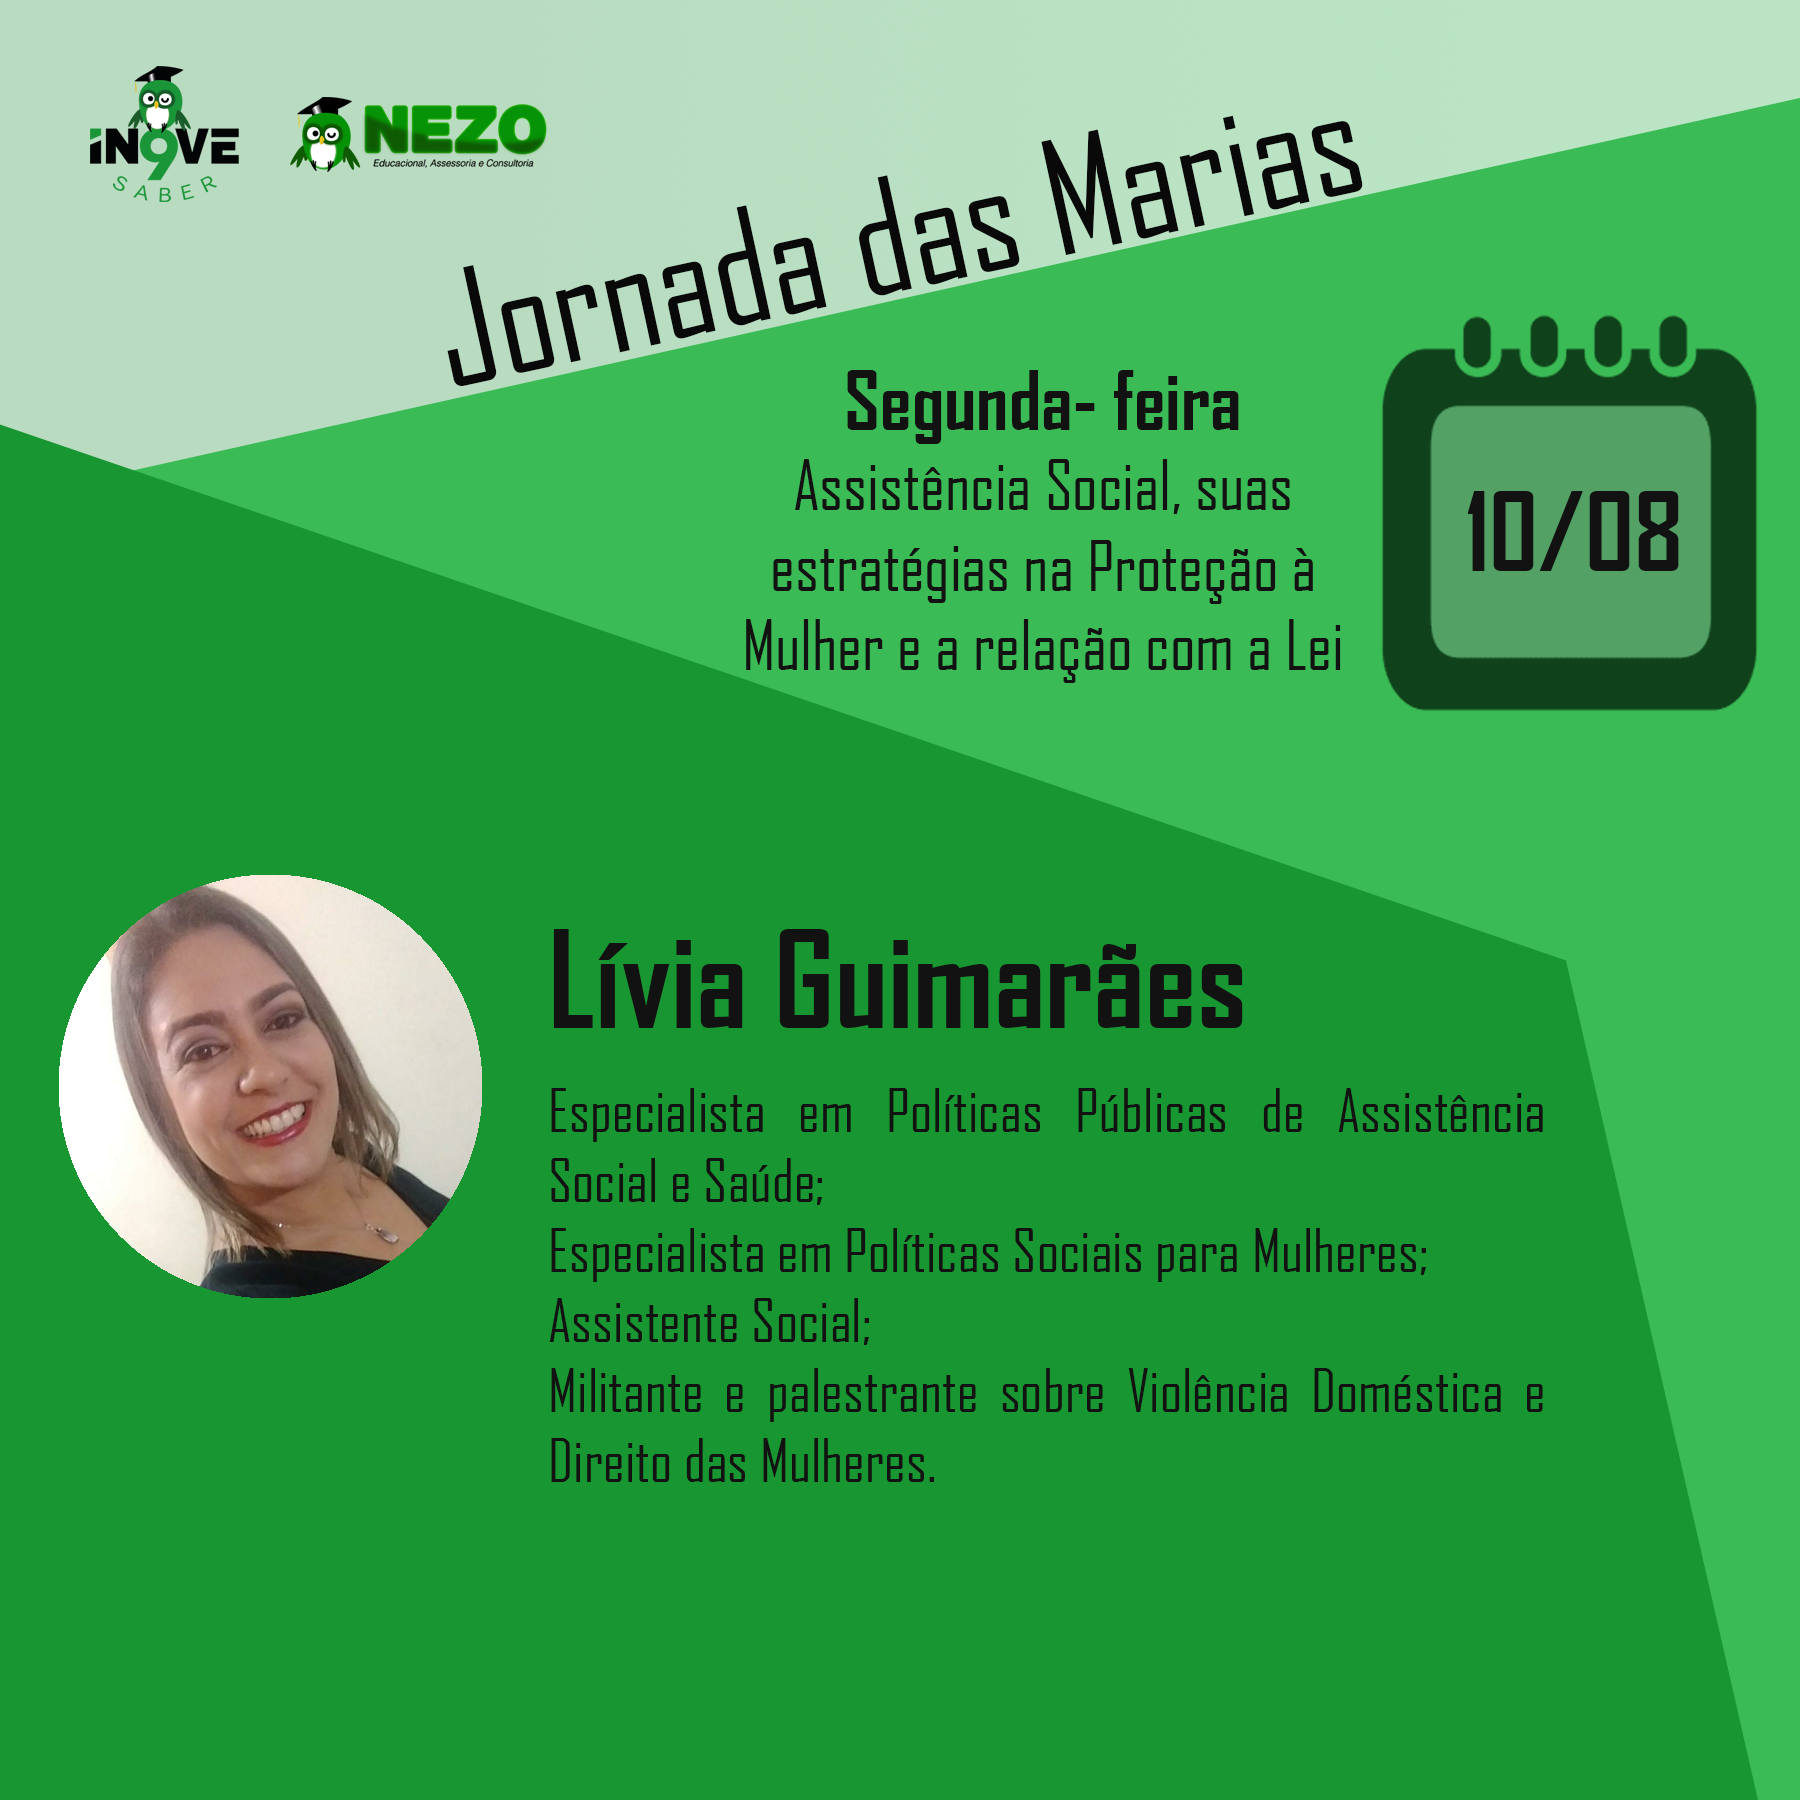 iN9VE
SABER
NEZO
Educacional, Assessoria e Consultoria
Jornada das Marias
Segunda- feira
Assistência Social, suas
estratégias na Proteção à
Mulher e a relação com a Lei
10/08
Lívia Guimarães
Especialista em Políticas Públicas de Assistência
Social e Saúde;
Especialista em Políticas Sociais para Mulheres;
Assistente Social;
Militante e palestrante sobre Violência Doméstica e
Direito das Mulheres.